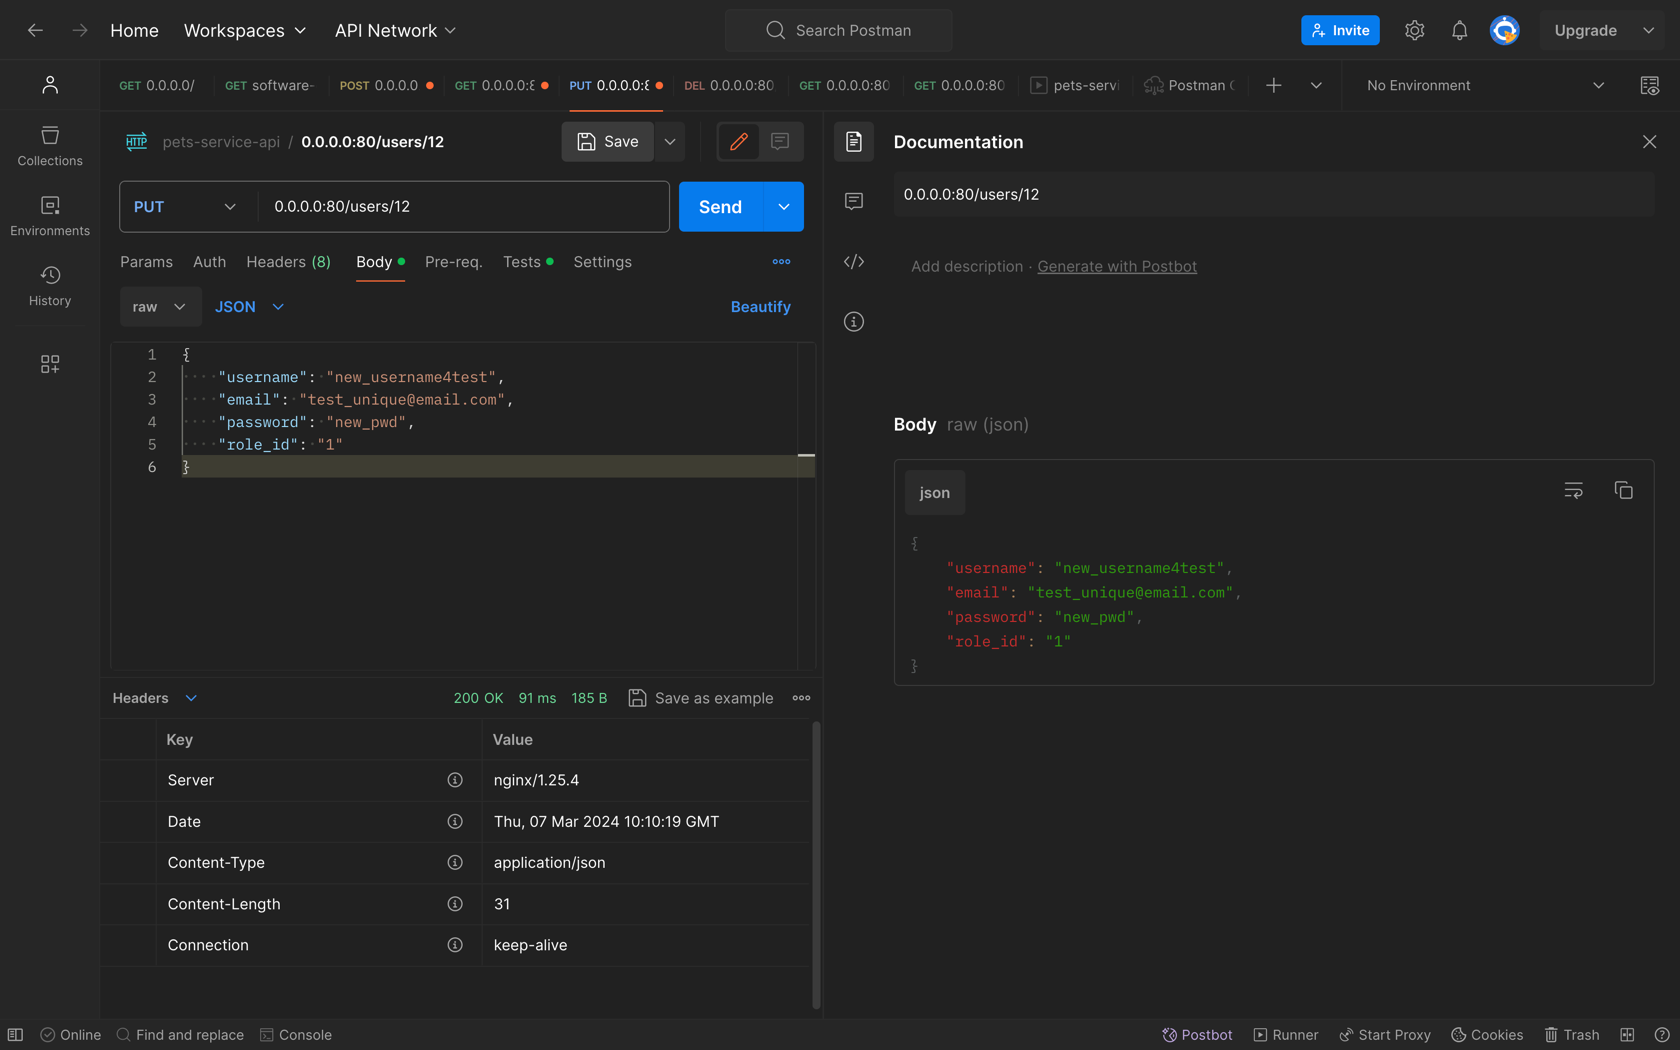 Home Workspaces API Network Search Postman Invite Upgrade
GET 0.0.0.0/ GET software- POST 0.0.0.0 GET 0.0.0.0:8 PUT 0.0.0.0:8 DEL 0.0.0.0:80 GET 0.0.0.0:80 GET 0.0.0.0:80 pets-servi Postman No Environment
Collections
Environments
History
HTTP pets-service-api / 0.0.0.0:80/users/12 Save
PUT 0.0.0.0:80/users/12 Send
Params Auth Headers (8) Body Pre-req. Tests Settings
raw JSON Beautify
1 {
2 "username": "new_username4test",
3 "email": "test_unique@email.com",
4 "password": "new_pwd",
5 "role_id": "1"
6 }
Headers 200 OK 91 ms 185 B Save as example
Key Value
Server nginx/1.25.4
Date Thu, 07 Mar 2024 10:10:19 GMT
Content-Type application/json
Content-Length 31
Connection keep-alive
Documentation
0.0.0.0:80/users/12
Add description · Generate with Postbot
Body raw (json)
json
{
"username": "new_username4test",
"email": "test_unique@email.com",
"password": "new_pwd",
"role_id": "1"
}
Online Find and replace Console Postbot Runner Start Proxy Cookies Trash